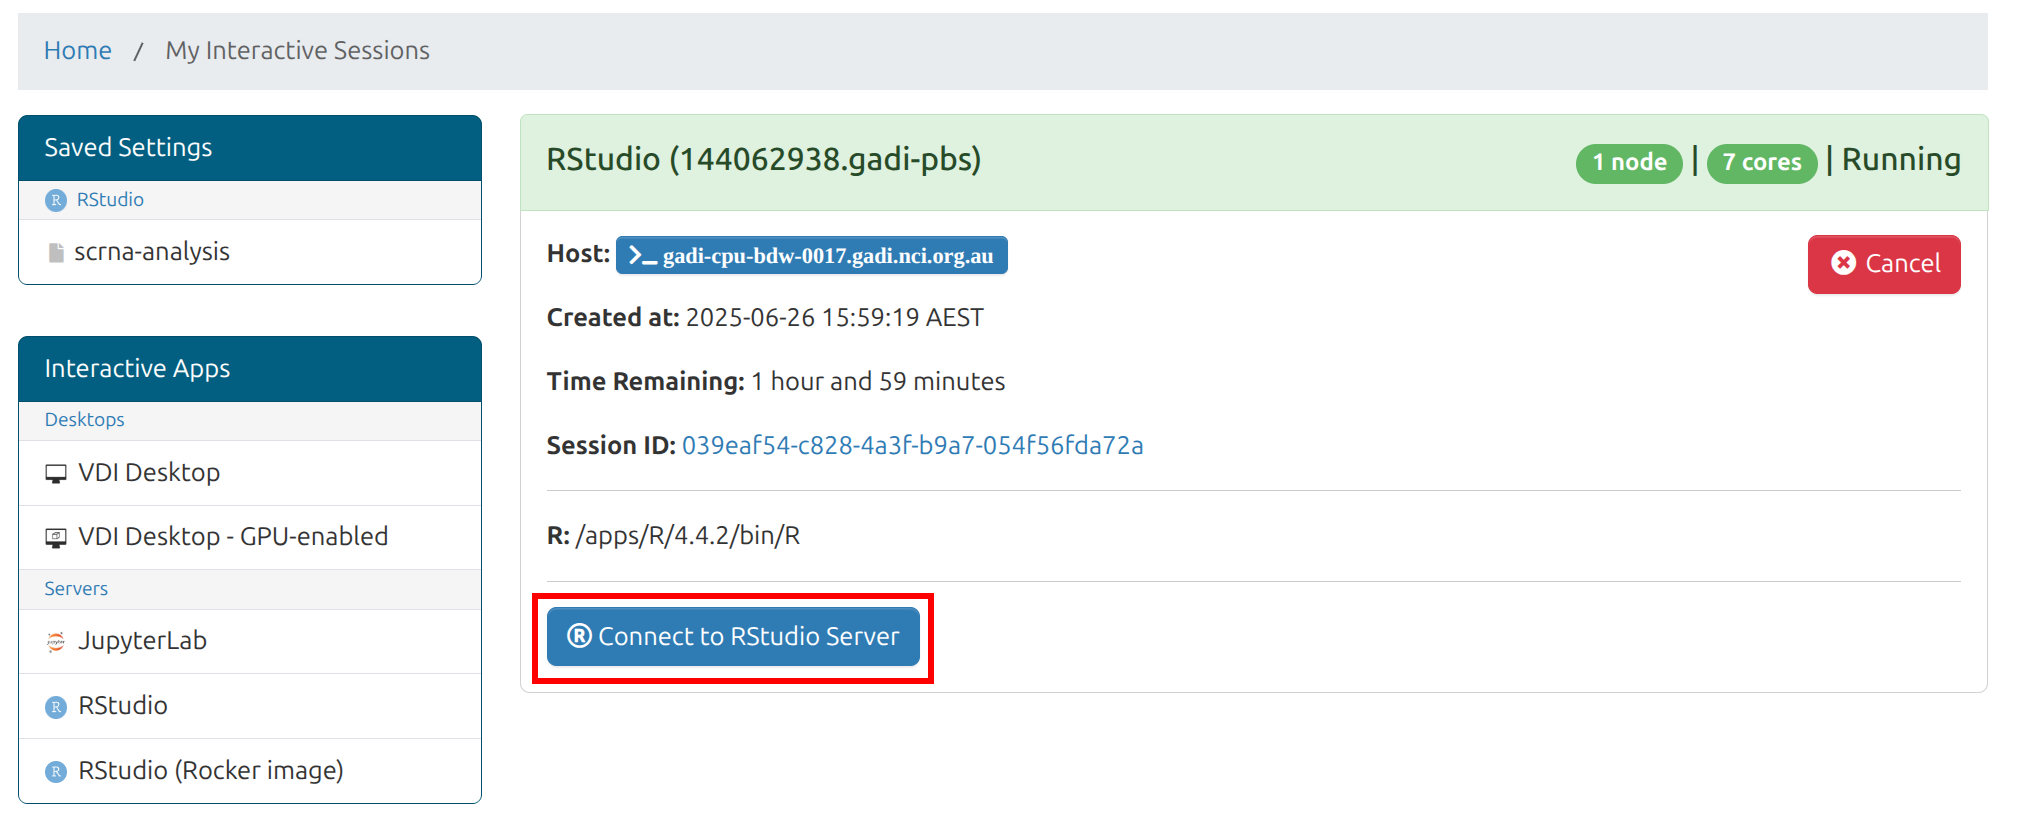 Home / My Interactive Sessions
Saved Settings
RStudio
scrna-analysis
Interactive Apps
Desktops
VDI Desktop
VDI Desktop - GPU-enabled
Servers
JupyterLab
RStudio
RStudio (Rocker image)
RStudio (144062938.gadi-pbs)
1 node | 7 cores | Running
Host: >_ gadi-cpu-bdw-0017.gadi.nci.org.au
Cancel
Created at: 2025-06-26 15:59:19 AEST
Time Remaining: 1 hour and 59 minutes
Session ID: 039eaf54-c828-4a3f-b9a7-054f56fda72a
R: /apps/R/4.4.2/bin/R
® Connect to RStudio Server